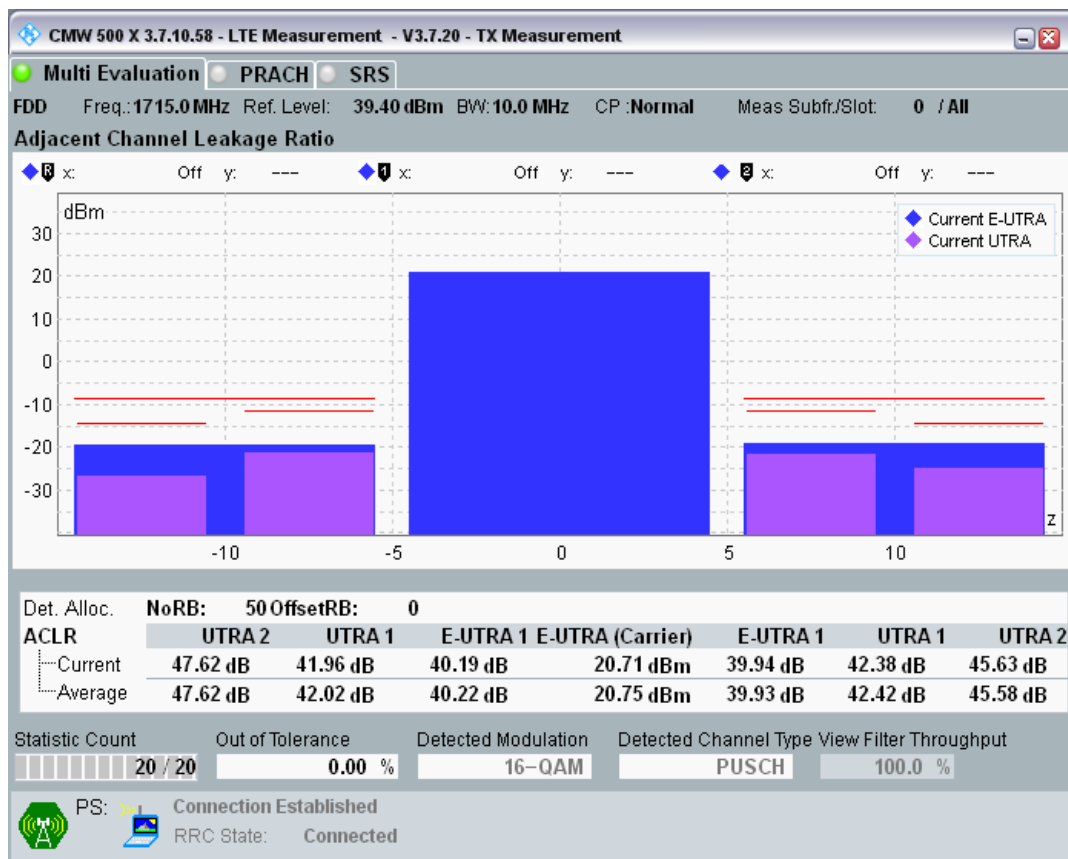 CMW 500 X 3.7.10.58 - LTE Measurement - V3.7.20 - TX Measurement
Multi Evaluation PRACH SRS
FDD Freq.:1715.0 MHz Ref. Level: 39.40 dBm BW:10.0 MHz CP :Normal Meas Subfr./Slot: 0 / All
Adjacent Channel Leakage Ratio
R x: Off y: --- 1 x: Off y: --- 2 x: Off y: ---
dBm
Current E-UTRA
Current UTRA
30
20
10
0
-10
-20
-30
z
-10 -5 0 5 10
Det. Alloc. NoRB: 50 OffsetRB: 0
ACLR UTRA 2 UTRA 1 E-UTRA 1 E-UTRA (Carrier) E-UTRA 1 UTRA 1 UTRA 2
Current 47.62 dB 41.96 dB 40.19 dB 20.71 dBm 39.94 dB 42.38 dB 45.63 dB
Average 47.62 dB 42.02 dB 40.22 dB 20.75 dBm 39.93 dB 42.42 dB 45.58 dB
Statistic Count Out of Tolerance Detected Modulation Detected Channel Type View Filter Throughput
20 / 20 0.00 % 16-QAM PUSCH 100.0 %
PS: Connection Established
RRC State: Connected